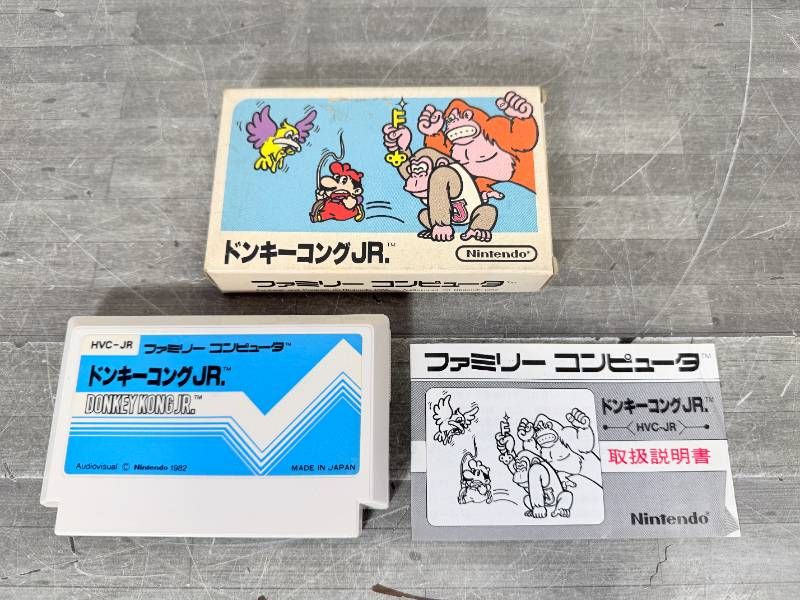 ドンキーコングJR.™
Nintendo®
ファミリー コンピュータ™
HVC-JR
ファミリー コンピュータ™
ドンキーコングJR.™
DONKEY KONG JR.™
Audiovisual © Nintendo 1982
MADE IN JAPAN
ファミリー コンピュータ™
ドンキーコングJR.™
HVC-JR
取扱説明書
Nintendo®
J